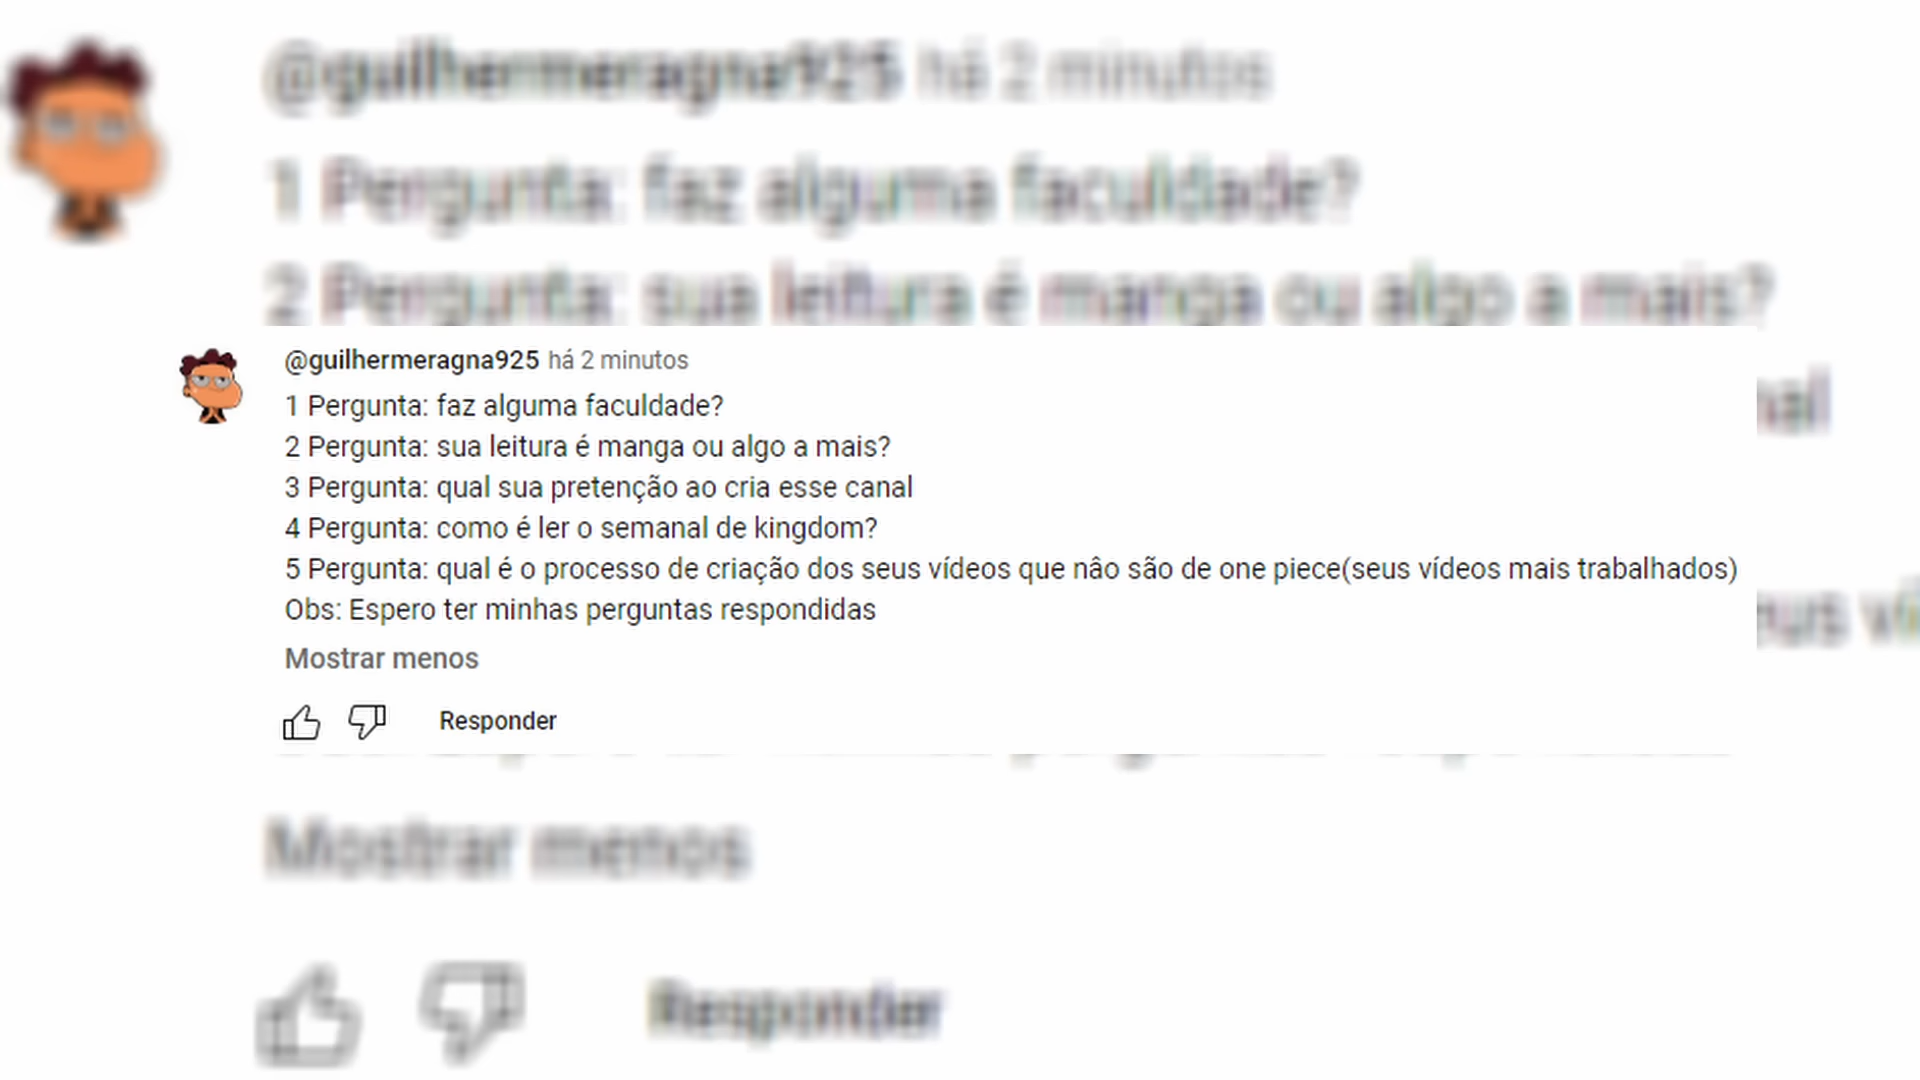 @guilhermeragna925 há 2 minutos
1 Pergunta: faz alguma faculdade?
2 Pergunta: sua leitura é manga ou algo a mais?
@guilhermeragna925 há 2 minutos
1 Pergunta: faz alguma faculdade?
2 Pergunta: sua leitura é manga ou algo a mais?
3 Pergunta: qual sua pretenção ao cria esse canal
4 Pergunta: como é ler o semanal de kingdom?
5 Pergunta: qual é o processo de criação dos seus vídeos que nâo são de one piece(seus vídeos mais trabalhados)
Obs: Espero ter minhas perguntas respondidas
Mostrar menos
Responder
Mostrar menos
Responder